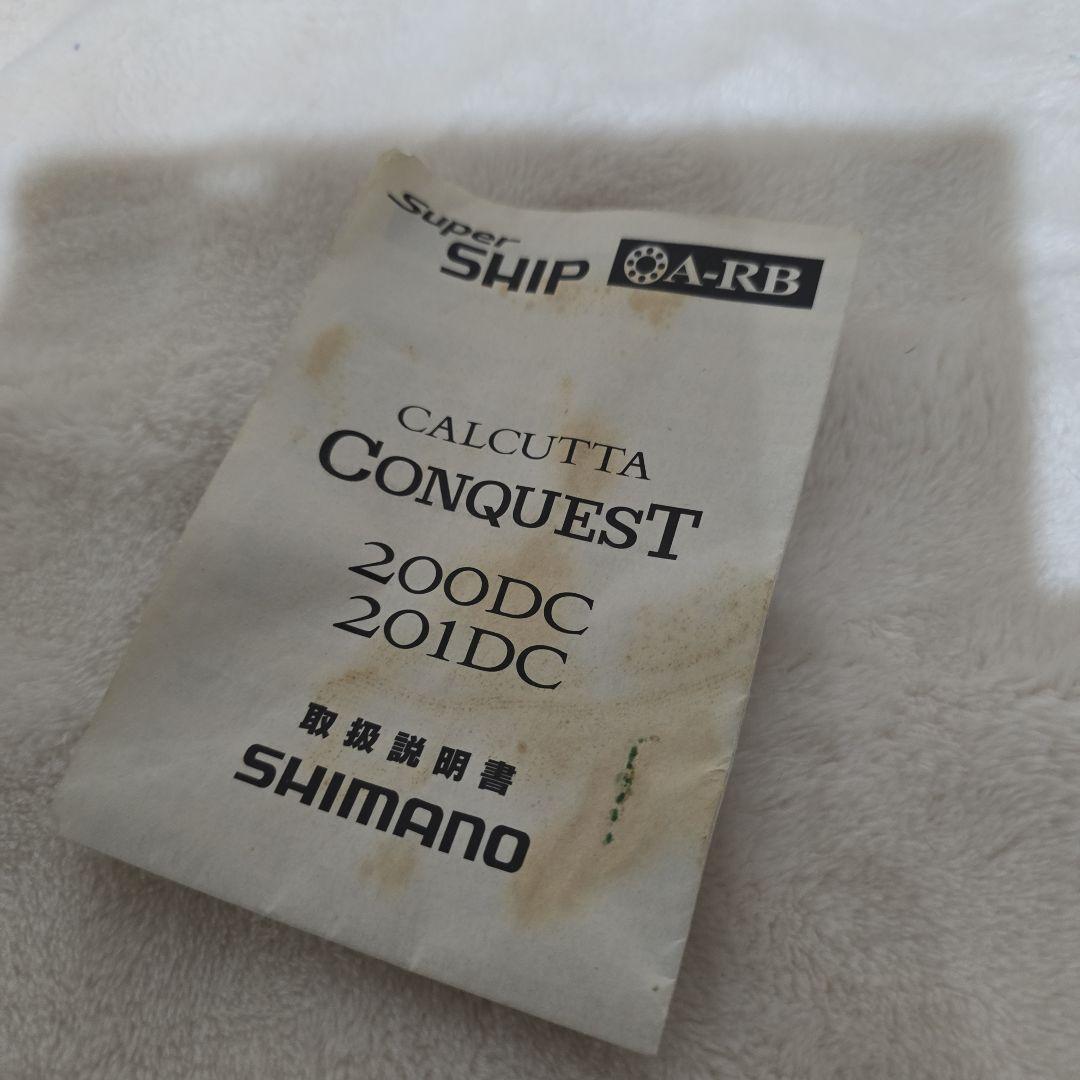 Super
SHIP A-RB
CALCUTTA
CONQUEST
200DC
201DC
取扱説明書
SHIMANO